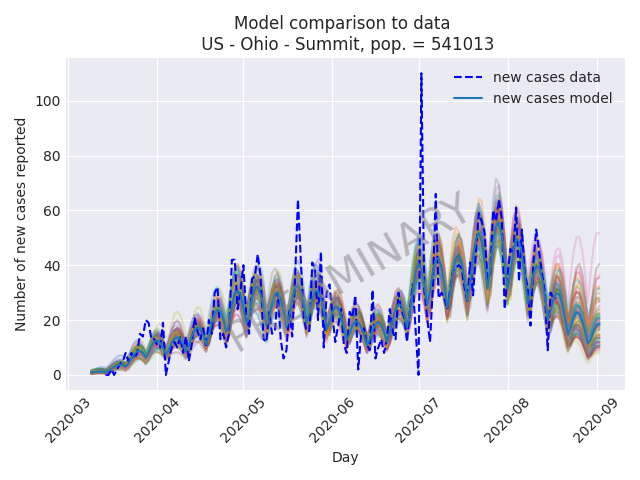 Model comparison to data
US - Ohio - Summit, pop. = 541013
new cases data
new cases model
Number of new cases reported
100
80
60
40
20
0
2020-03
2020-04
2020-05
2020-06
2020-07
2020-08
2020-09
Day